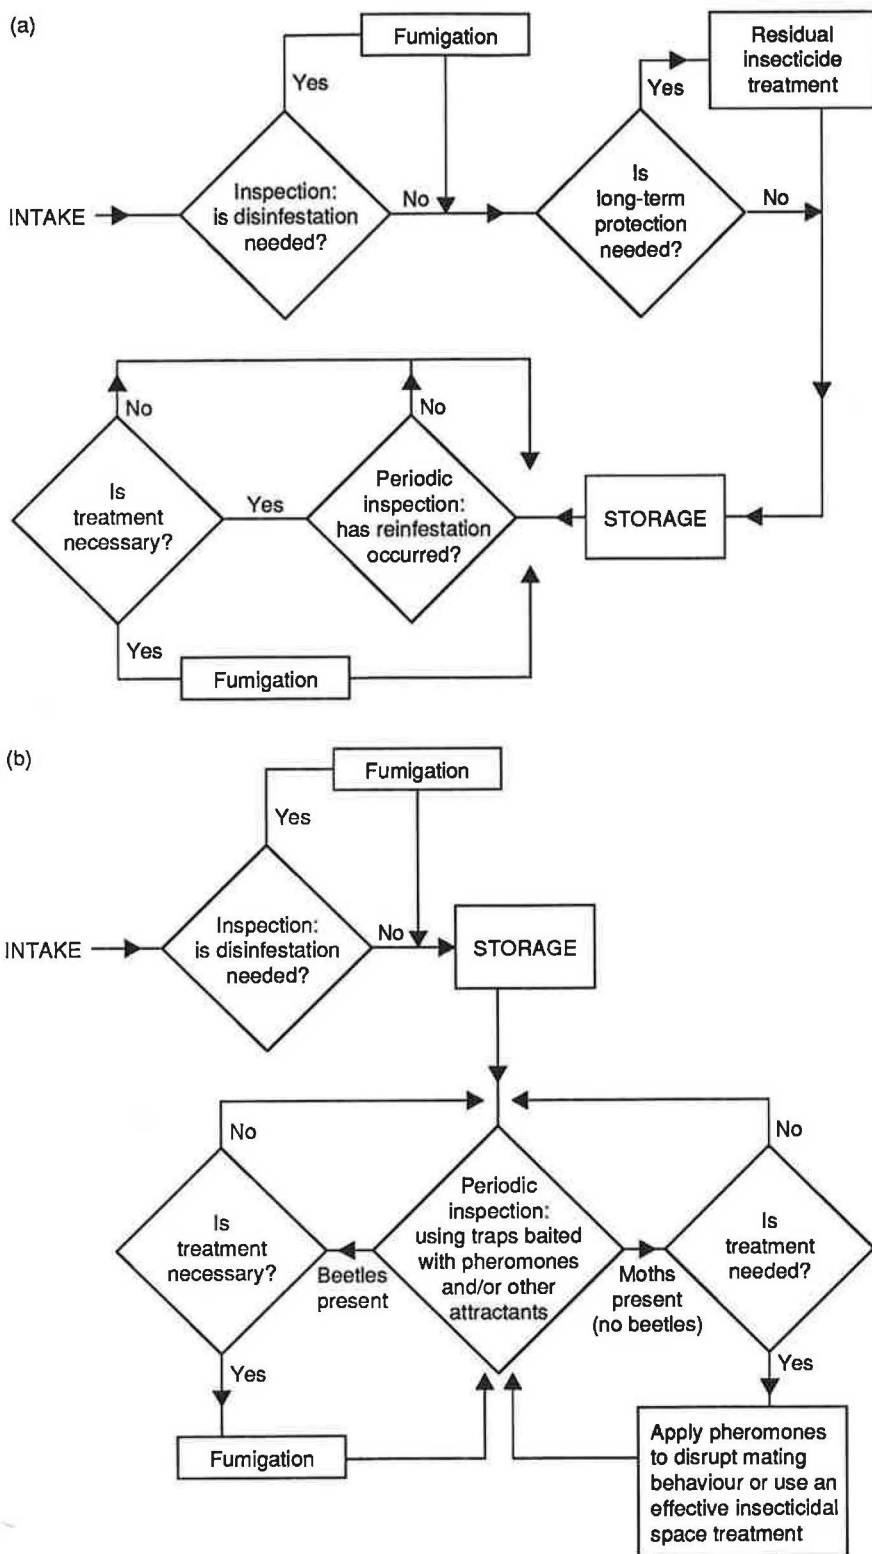 (a)
Fumigation
Residual
insecticide
treatment
Yes
Yes
Inspection:
is disinfestation
needed?
Is
long-term
protection
needed?
INTAKE
No
No
No
No
Is
treatment
necessary?
Yes
Periodic
inspection:
has reinfestation
occurred?
STORAGE
Yes
Fumigation
(b)
Fumigation
Yes
INTAKE
Inspection:
is disinfestation
needed?
No
STORAGE
No
No
Is
treatment
necessary?
Beetles
present
Periodic
inspection:
using traps baited
with pheromones
and/or other
attractants
Moths
present
(no beetles)
Is
treatment
needed?
Yes
Yes
Fumigation
Apply pheromones
to disrupt mating
behaviour or use an
effective insecticidal
space treatment